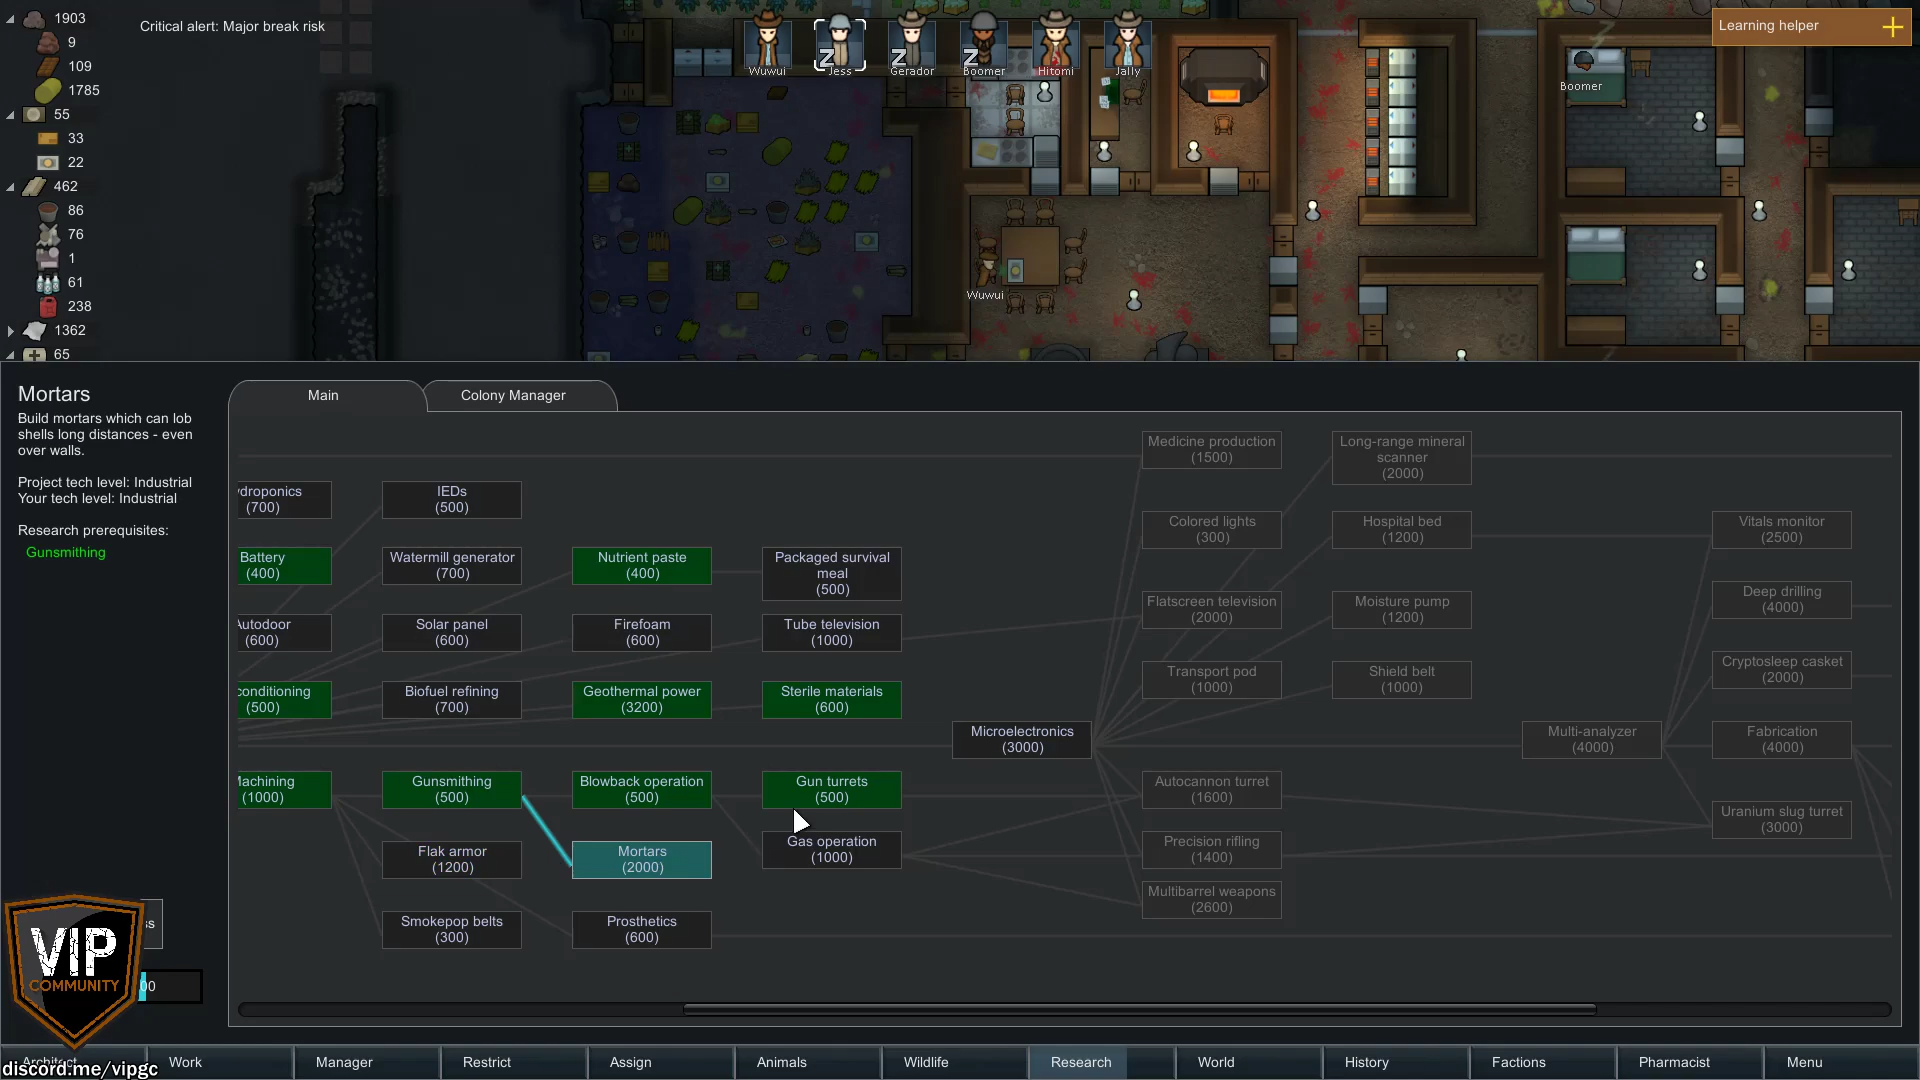 1903
Critical alert: Major break risk
Learning helper
9
109
1785
55
33
22
462
86
76
1
61
238
1362
65
Z
Z
Z
Wuwui
Jess
Gerador
Boomer
Hitomi
Jally
Boomer
Wuwui
Mortars
Build mortars which can lob
shells long distances - even
over walls.
Project tech level: Industrial
Your tech level: Industrial
Research prerequisites:
Gunsmithing
Main
Colony Manager
ydroponics
(700)
IEDs
(500)
Battery
(400)
Watermill generator
(700)
Nutrient paste
(400)
Packaged survival
meal
(500)
Autodoor
(600)
Solar panel
(600)
Firefoam
(600)
Tube television
(1000)
conditioning
(500)
Biofuel refining
(700)
Geothermal power
(3200)
Sterile materials
(600)
Machining
(1000)
Gunsmithing
(500)
Blowback operation
(500)
Gun turrets
(500)
Flak armor
(1200)
Mortars
(2000)
Gas operation
(1000)
Smokepop belts
(300)
Prosthetics
(600)
Microelectronics
(3000)
Medicine production
(1500)
Long-range mineral
scanner
(2000)
Colored lights
(300)
Hospital bed
(1200)
Vitals monitor
(2500)
Flatscreen television
(2000)
Moisture pump
(1200)
Deep drilling
(4000)
Transport pod
(1000)
Shield belt
(1000)
Cryptosleep casket
(2000)
Multi-analyzer
(4000)
Fabrication
(4000)
Autocannon turret
(1600)
Uranium slug turret
(3000)
Precision rifling
(1400)
Multibarrel weapons
(2600)
ss
00
VIP
COMMUNITY
discord.me/vipgc
Architect
Work
Manager
Restrict
Assign
Animals
Wildlife
Research
World
History
Factions
Pharmacist
Menu